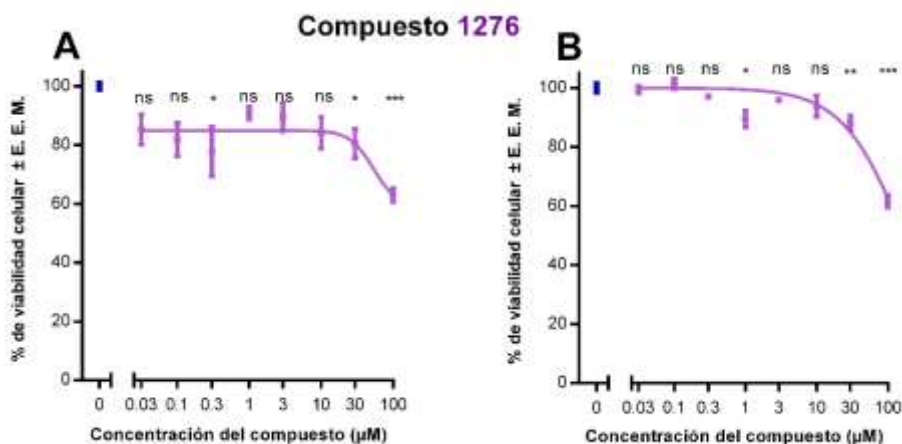 Compuesto 1276
A
% de viabilidad celular ± E. E. M.
100
80
60
40
20
0
ns ns * ns ns ns * ***
0 0.03 0.1 0.3 1 3 10 30 100
Concentración del compuesto (µM)
B
% de viabilidad celular ± E. E. M.
100
80
60
40
20
0
ns ns ns * ns ns ** ***
0 0.03 0.1 0.3 1 3 10 30 100
Concentración del compuesto (µM)